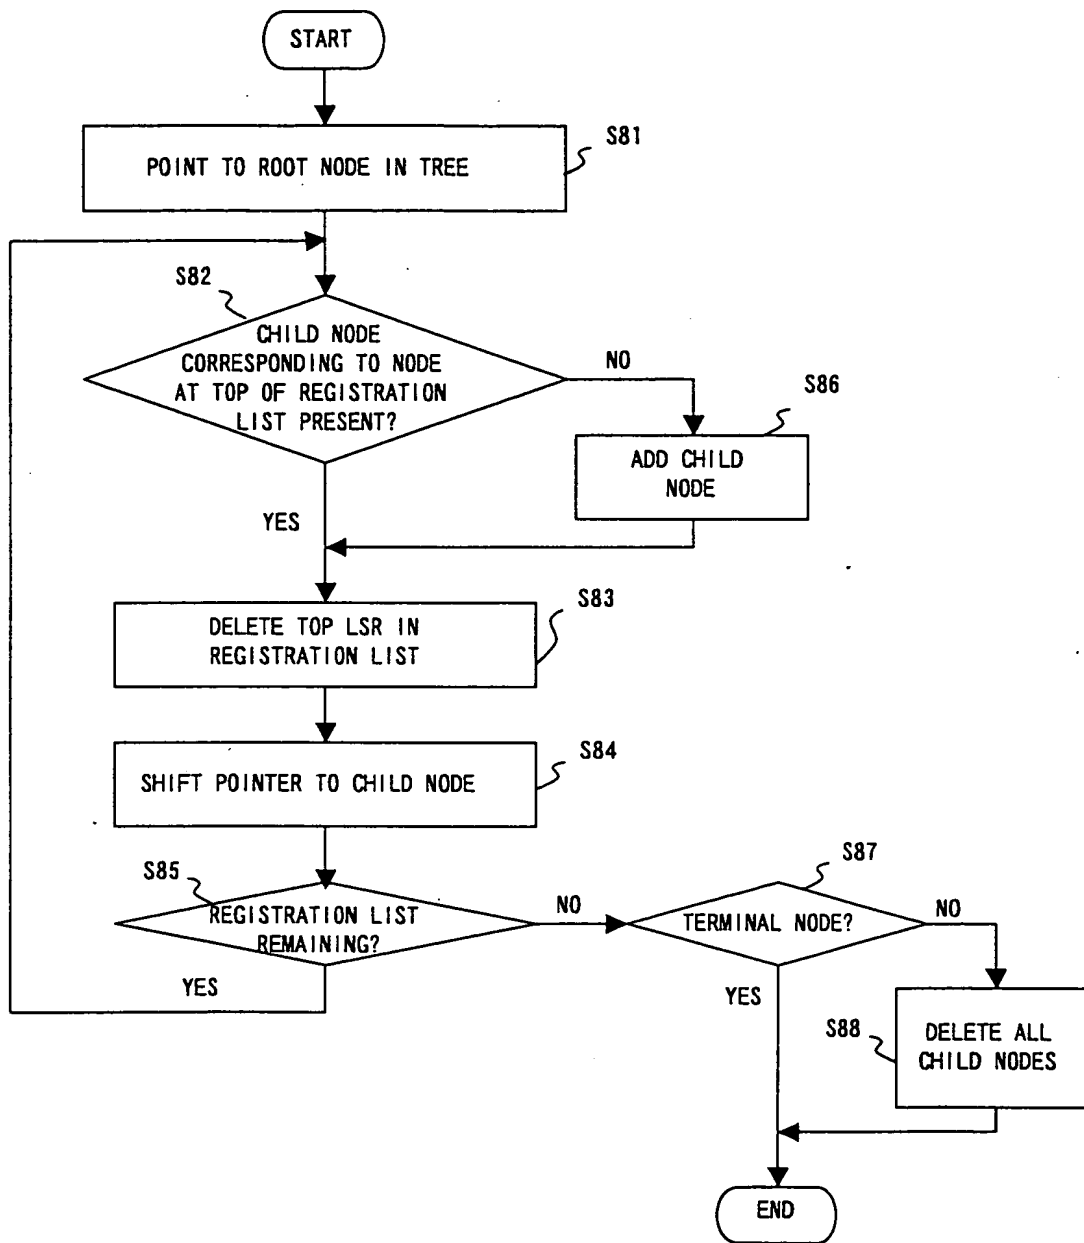 START
S81
POINT TO ROOT NODE IN TREE
S82
CHILD NODE
CORRESPONDING TO NODE
AT TOP OF REGISTRATION
LIST PRESENT?
NO
S86
ADD CHILD
NODE
YES
S83
DELETE TOP LSR IN
REGISTRATION LIST
S84
SHIFT POINTER TO CHILD NODE
S85
REGISTRATION LIST
REMAINING?
NO
YES
S87
TERMINAL NODE?
NO
YES
S88
DELETE ALL
CHILD NODES
END